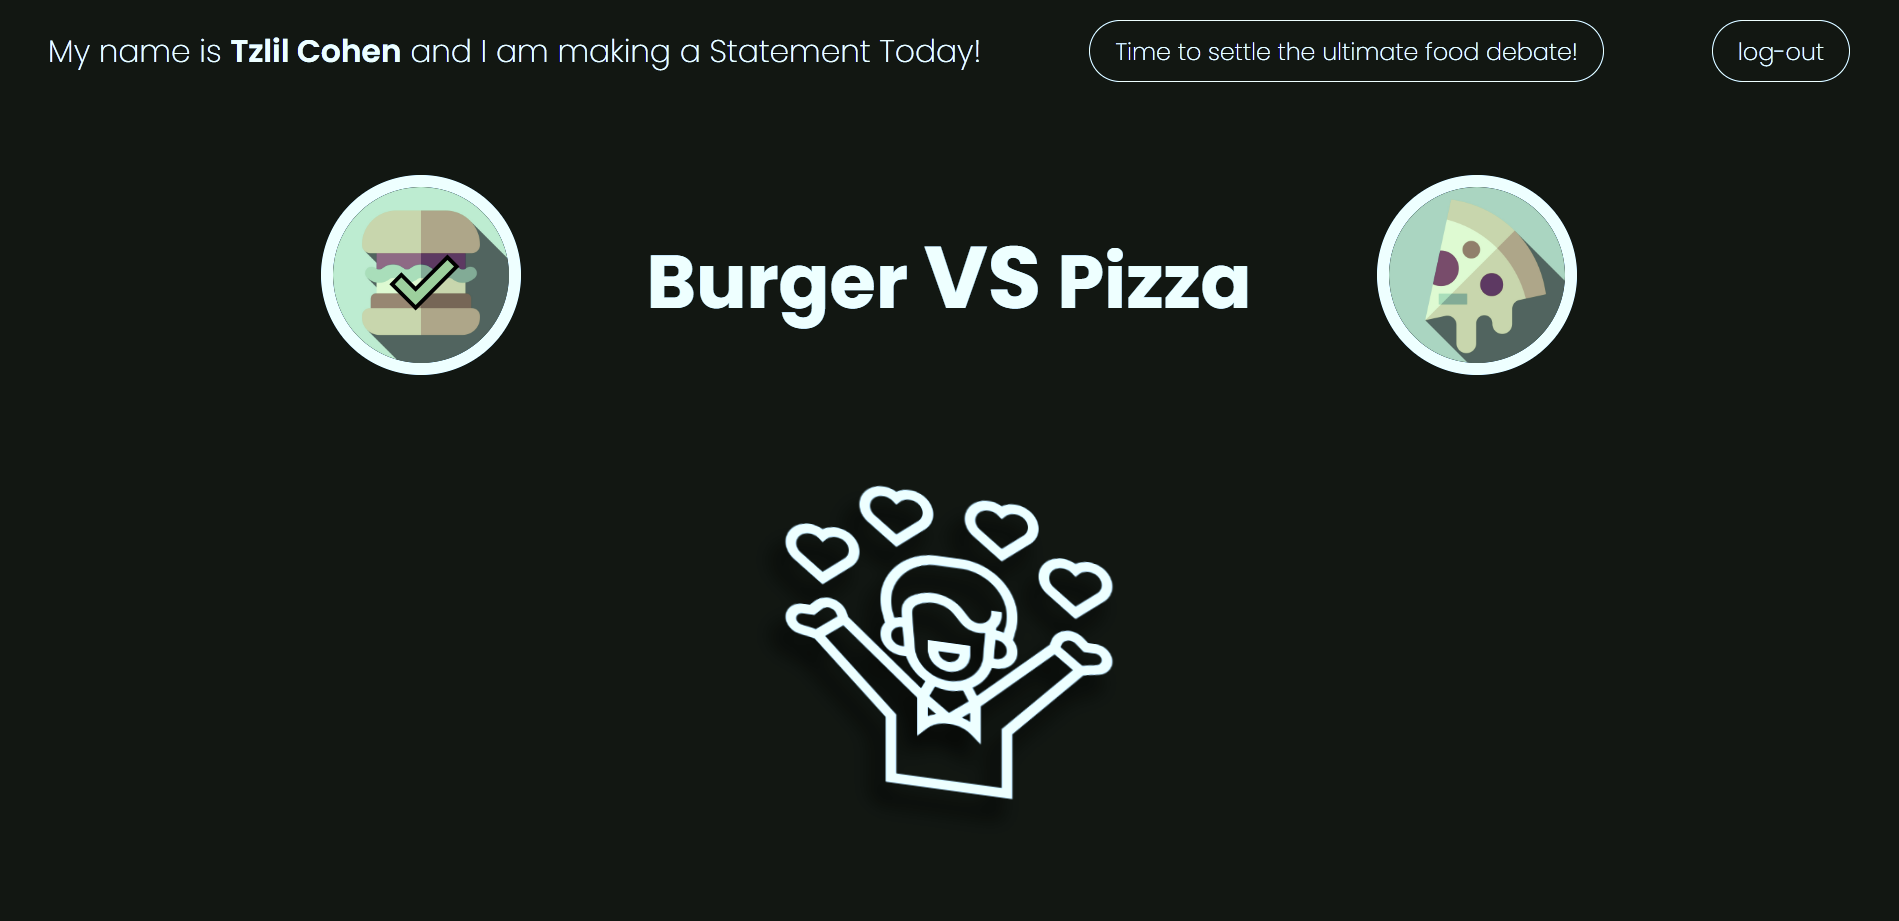 My name is Tzlil Cohen and I am making a Statement Today!
Time to settle the ultimate food debate!
log-out
Burger VS Pizza